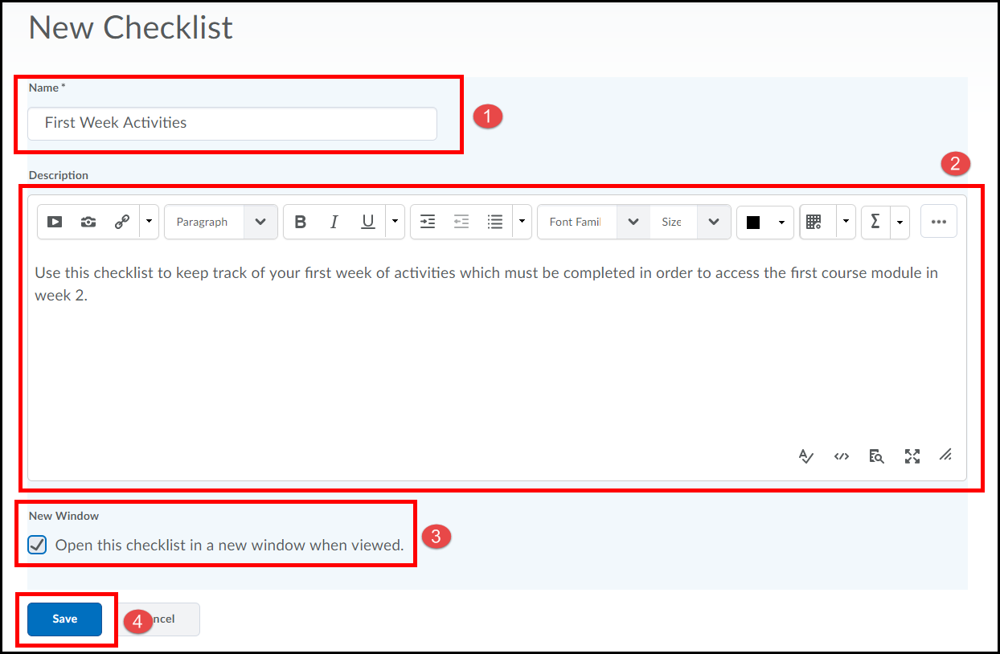 New Checklist
Name *
First Week Activities
1
Description
2
Paragraph B I U Font Famil Size Σ
Use this checklist to keep track of your first week of activities which must be completed in order to access the first course module in
week 2.
New Window
Open this checklist in a new window when viewed.
3
Save
4
ncel